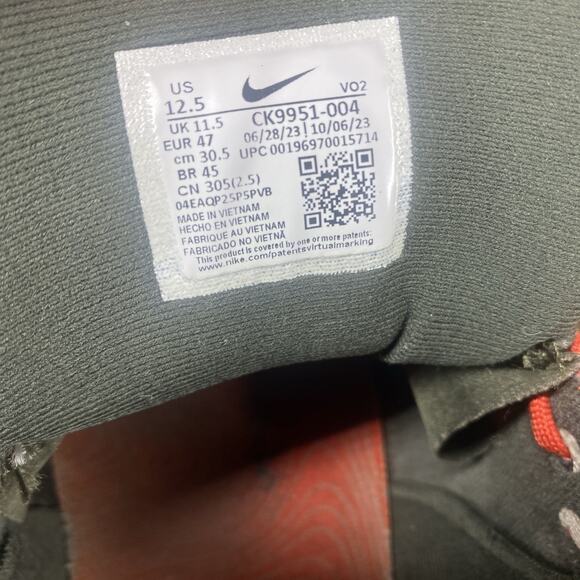 US
12.5
VO2
UK 11.5
EUR 47
cm 30.5
BR 45
CN 305(2.5)
04EAQP25P5PVB
CK9951-004
06/28/23 | 10/06/23
UPC 00196970015714
MADE IN VIETNAM
HECHO EN VIETNAM
FABRIQUE AU VIETNAM
FABRICADO NO VIETNÃ
This product is covered by one or more patents:
www.nike.com/patentsvirtualmarking